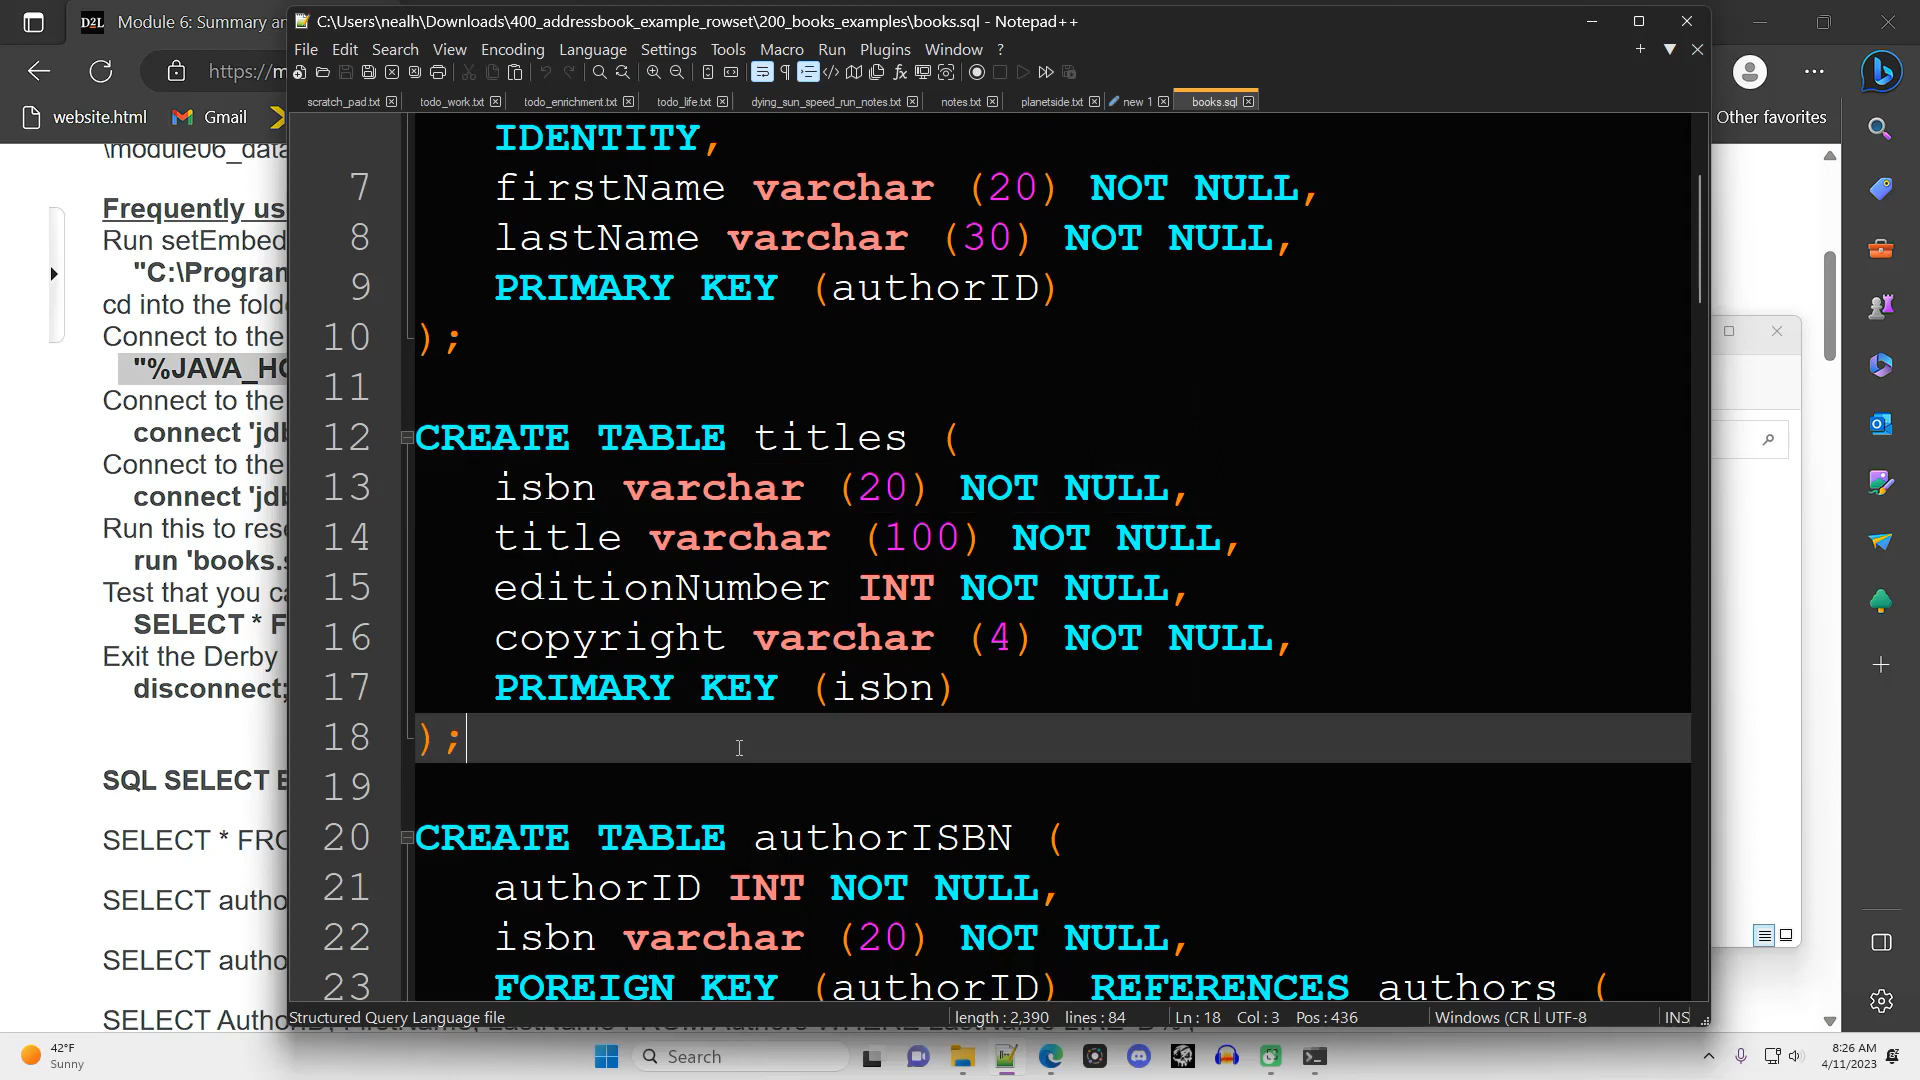 Module 6: Summary an
C:\Users\nealh\Downloads\400_addressbook_example_rowset\200_books_examples\books.sql - Notepad++
File Edit Search View Encoding Language Settings Tools Macro Run Plugins Window ?
https://m
scratch_pad.txt todo_work.txt todo_enrichment.txt todo_life.txt dying_sun_speed_run_notes.txt notes.txt planetside.txt new 1 books.sql
website.html Gmail
Other favorites
\module06_data
Frequently us
Run setEmbed
"C:\Program
cd into the fold
Connect to the
"%JAVA_HO
Connect to the
connect 'jdb
Connect to the
connect 'jdb
Run this to rese
run 'books.s
Test that you ca
SELECT * F
Exit the Derby
disconnect;
SQL SELECT E
SELECT * FRO
SELECT autho
SELECT autho
IDENTITY,
7 firstName varchar (20) NOT NULL,
8 lastName varchar (30) NOT NULL,
9 PRIMARY KEY (authorID)
10 );
11
12 CREATE TABLE titles (
13 isbn varchar (20) NOT NULL,
14 title varchar (100) NOT NULL,
15 editionNumber INT NOT NULL,
16 copyright varchar (4) NOT NULL,
17 PRIMARY KEY (isbn)
18 );
19
20 CREATE TABLE authorISBN (
21 authorID INT NOT NULL,
22 isbn varchar (20) NOT NULL,
23 FOREIGN KEY (authorID) REFERENCES authors (
Structured Query Language file length : 2,390 lines : 84 Ln : 18 Col : 3 Pos : 436 Windows (CR L UTF-8 INS
42°F
Sunny
Search
8:26 AM
4/11/2023